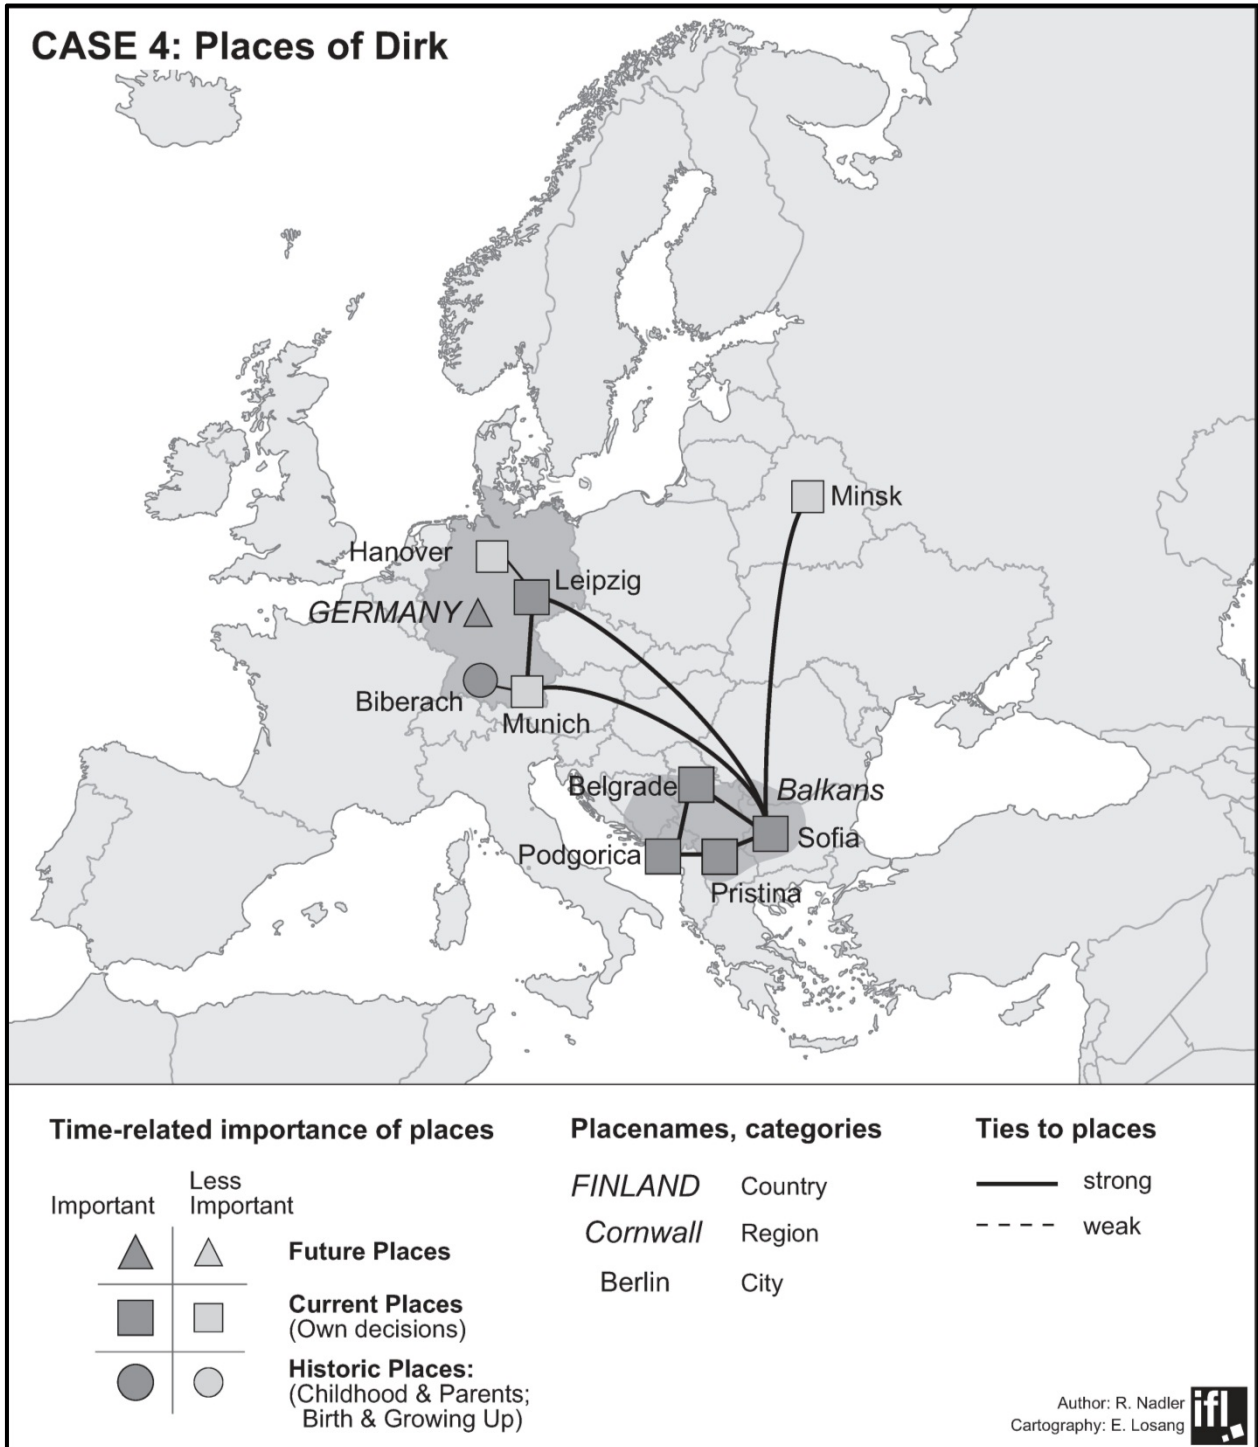 CASE 4: Places of Dirk
Minsk
Hanover
Leipzig
GERMANY
Biberach
Munich
Belgrade
Balkans
Sofia
Podgorica
Pristina
Time-related importance of places
Important
Less
Important
Future Places
Current Places
(Own decisions)
Historic Places:
(Childhood & Parents;
Birth & Growing Up)
Placenames, categories
FINLAND Country
Cornwall Region
Berlin City
Ties to places
strong
weak
Author: R. Nadler
Cartography: E. Losang
ifl